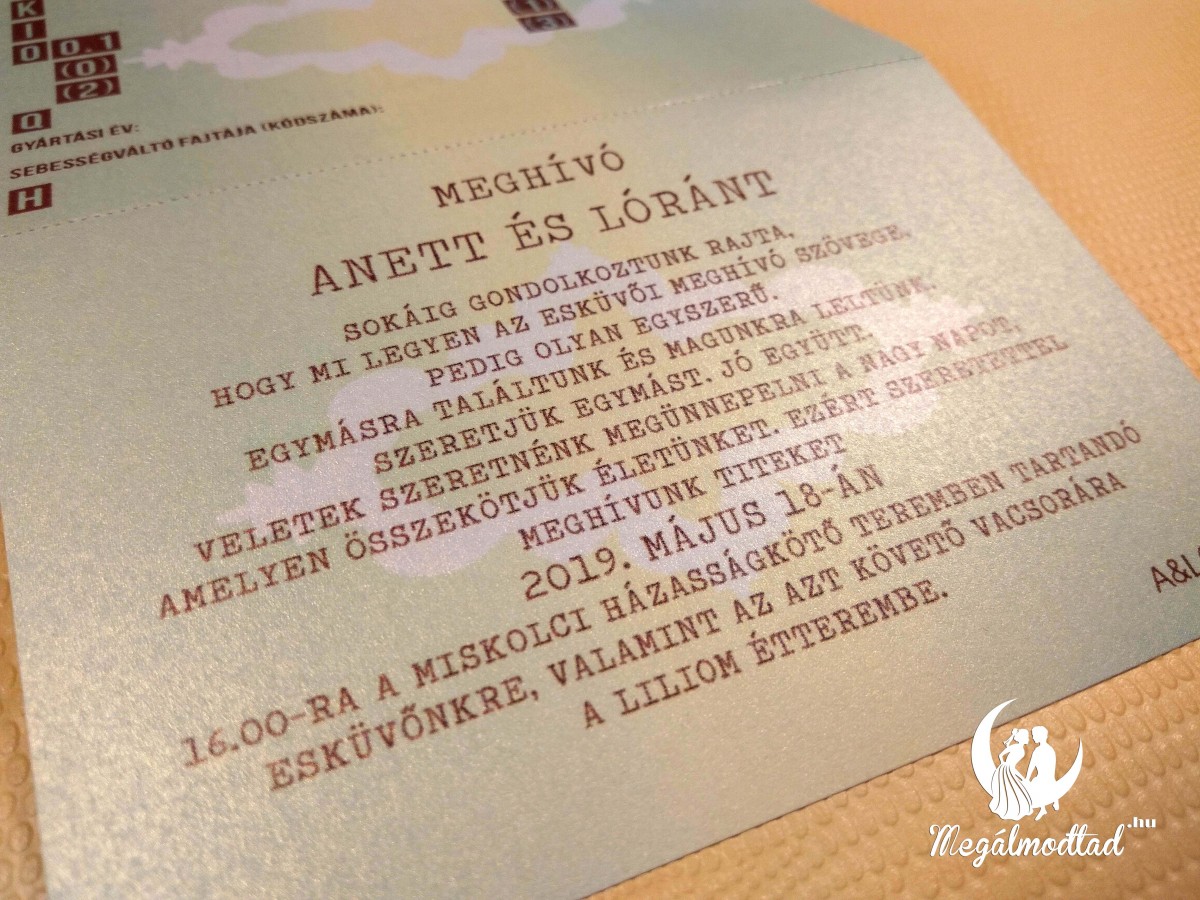 K
I
O
0.1
(0)
(2)
(1)
(3)
Q
GYÁRTÁSI ÉV:
SEBESSÉGVÁLTÓ FAJTÁJA (KÓDSZÁMA):
H
MEGHÍVÓ
ANETT ÉS LÓRÁNT
SOKÁIG GONDOLKOZTUNK RAJTA,
HOGY MI LEGYEN AZ ESKÜVŐI MEGHÍVÓ SZÖVEGE,
PEDIG OLYAN EGYSZERŰ.
EGYMÁSRA TALÁLTUNK ÉS MAGUNKRA LELTÜNK.
SZERETJÜK EGYMÁST. JÓ EGYÜTT.
VELETEK SZERETNÉNK MEGÜNNEPELNI A NAGY NAPOT,
AMELYEN ÖSSZEKÖTJÜK ÉLETÜNKET. EZÉRT SZERETETTEL
MEGHÍVUNK TITEKET
2019. MÁJUS 18-ÁN
16.00-RA A MISKOLCI HÁZASSÁGKÖTŐ TEREMBEN TARTANDÓ
ESKÜVŐNKRE, VALAMINT AZ AZT KÖVETŐ VACSORÁRA
A LILIOM ÉTTEREMBE.
Megálmodtad.hu